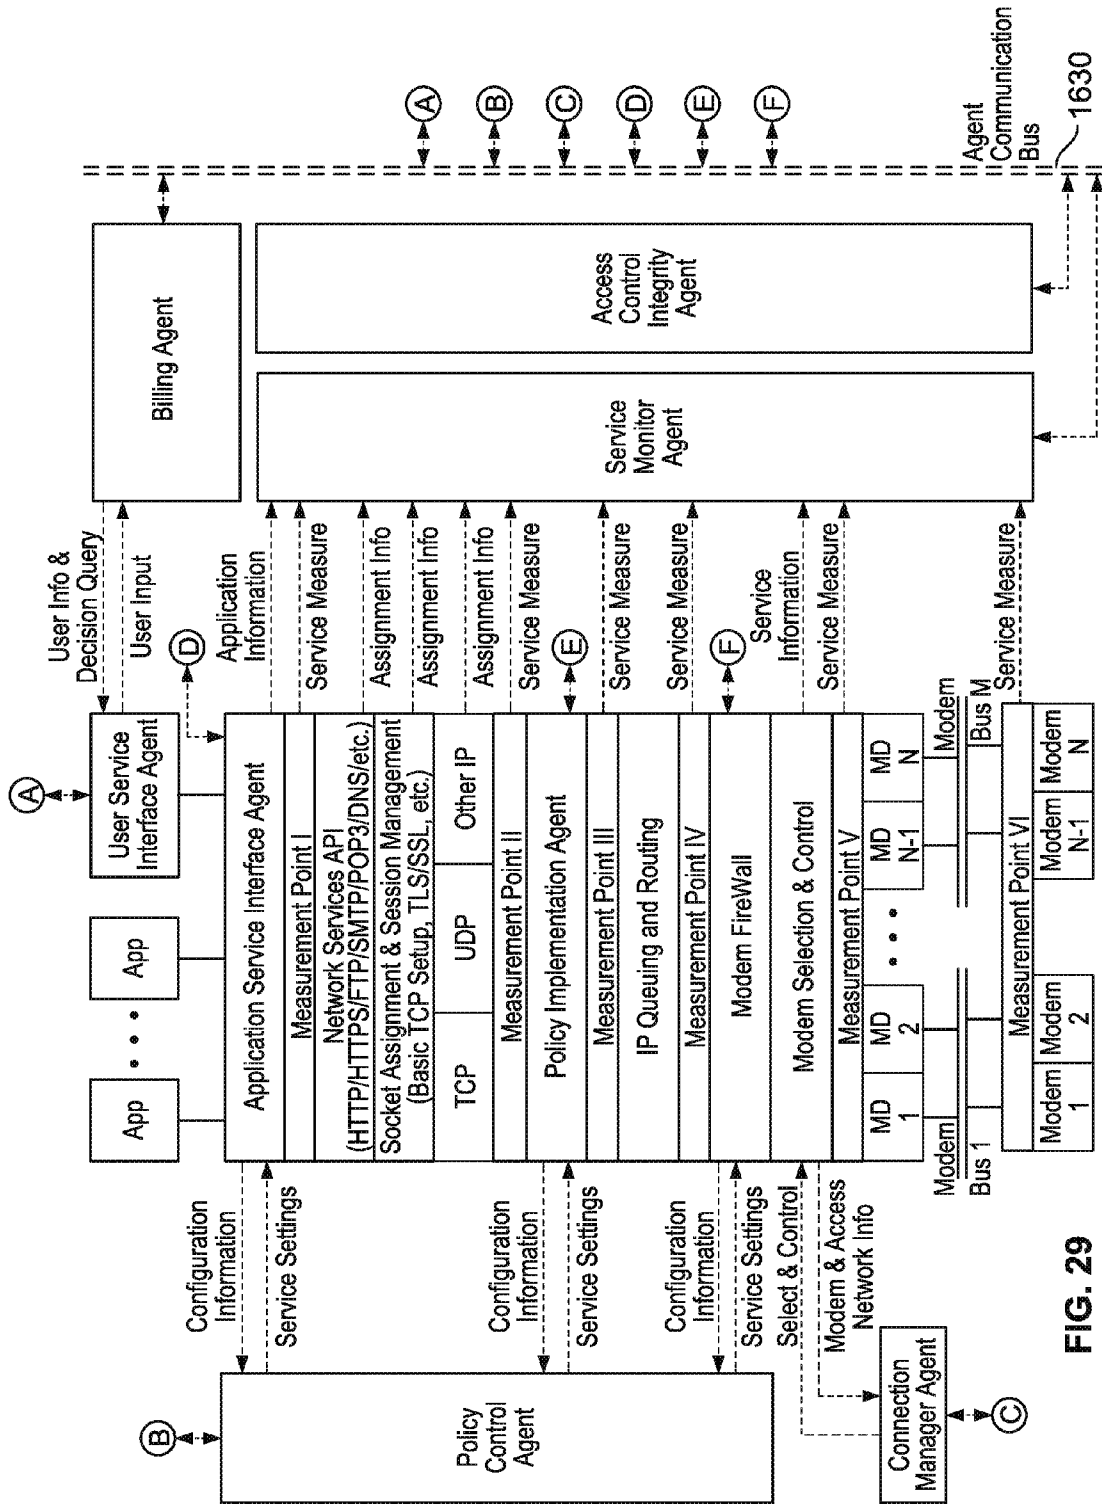 A
User Info &
Decision Query
User Input
Billing Agent
App
App
User Service
Interface Agent
D
Application
Information
Service Measure
Assignment Info
Assignment Info
Assignment Info
Service Measure
E
Service Measure
Service Measure
F
Service
Information
Service Measure
Service Measure
Application Service Interface Agent
Measurement Point I
Network Services API
(HTTP/HTTPS/FTP/SMTP/POP3/DNS/etc.)
Socket Assignment & Session Management
(Basic TCP Setup, TLS/SSL, etc.)
TCP
UDP
Other IP
Measurement Point II
Policy Implementation Agent
Measurement Point III
IP Queuing and Routing
Measurement Point IV
Modem FireWall
Modem Selection & Control
Measurement Point V
MD
1
MD
2
MD
N-1
MD
N
Modem
Bus 1
Modem
Bus M
Measurement Point VI
Modem
1
Modem
2
Modem
N-1
Modem
N
Configuration
Information
Service Settings
Configuration
Information
Service Settings
Configuration
Information
Service Settings
Select & Control
Modem & Access
Network Info
B
Policy
Control
Agent
Connection
Manager Agent
C
Service
Monitor
Agent
Access
Control
Integrity
Agent
A
B
C
D
E
F
Agent
Communication
Bus
1630
FIG. 29